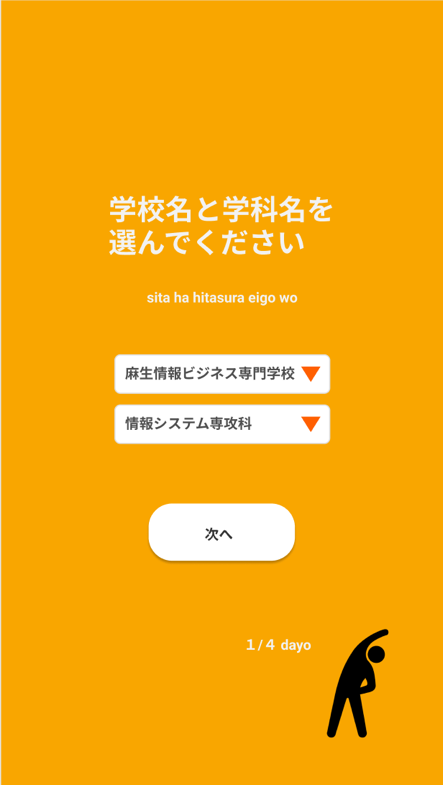 学校名と学科名を
選んでください
sita ha hitasura eigo wo
麻生情報ビジネス専門学校
情報システム専攻科
次へ
1 / 4 dayo